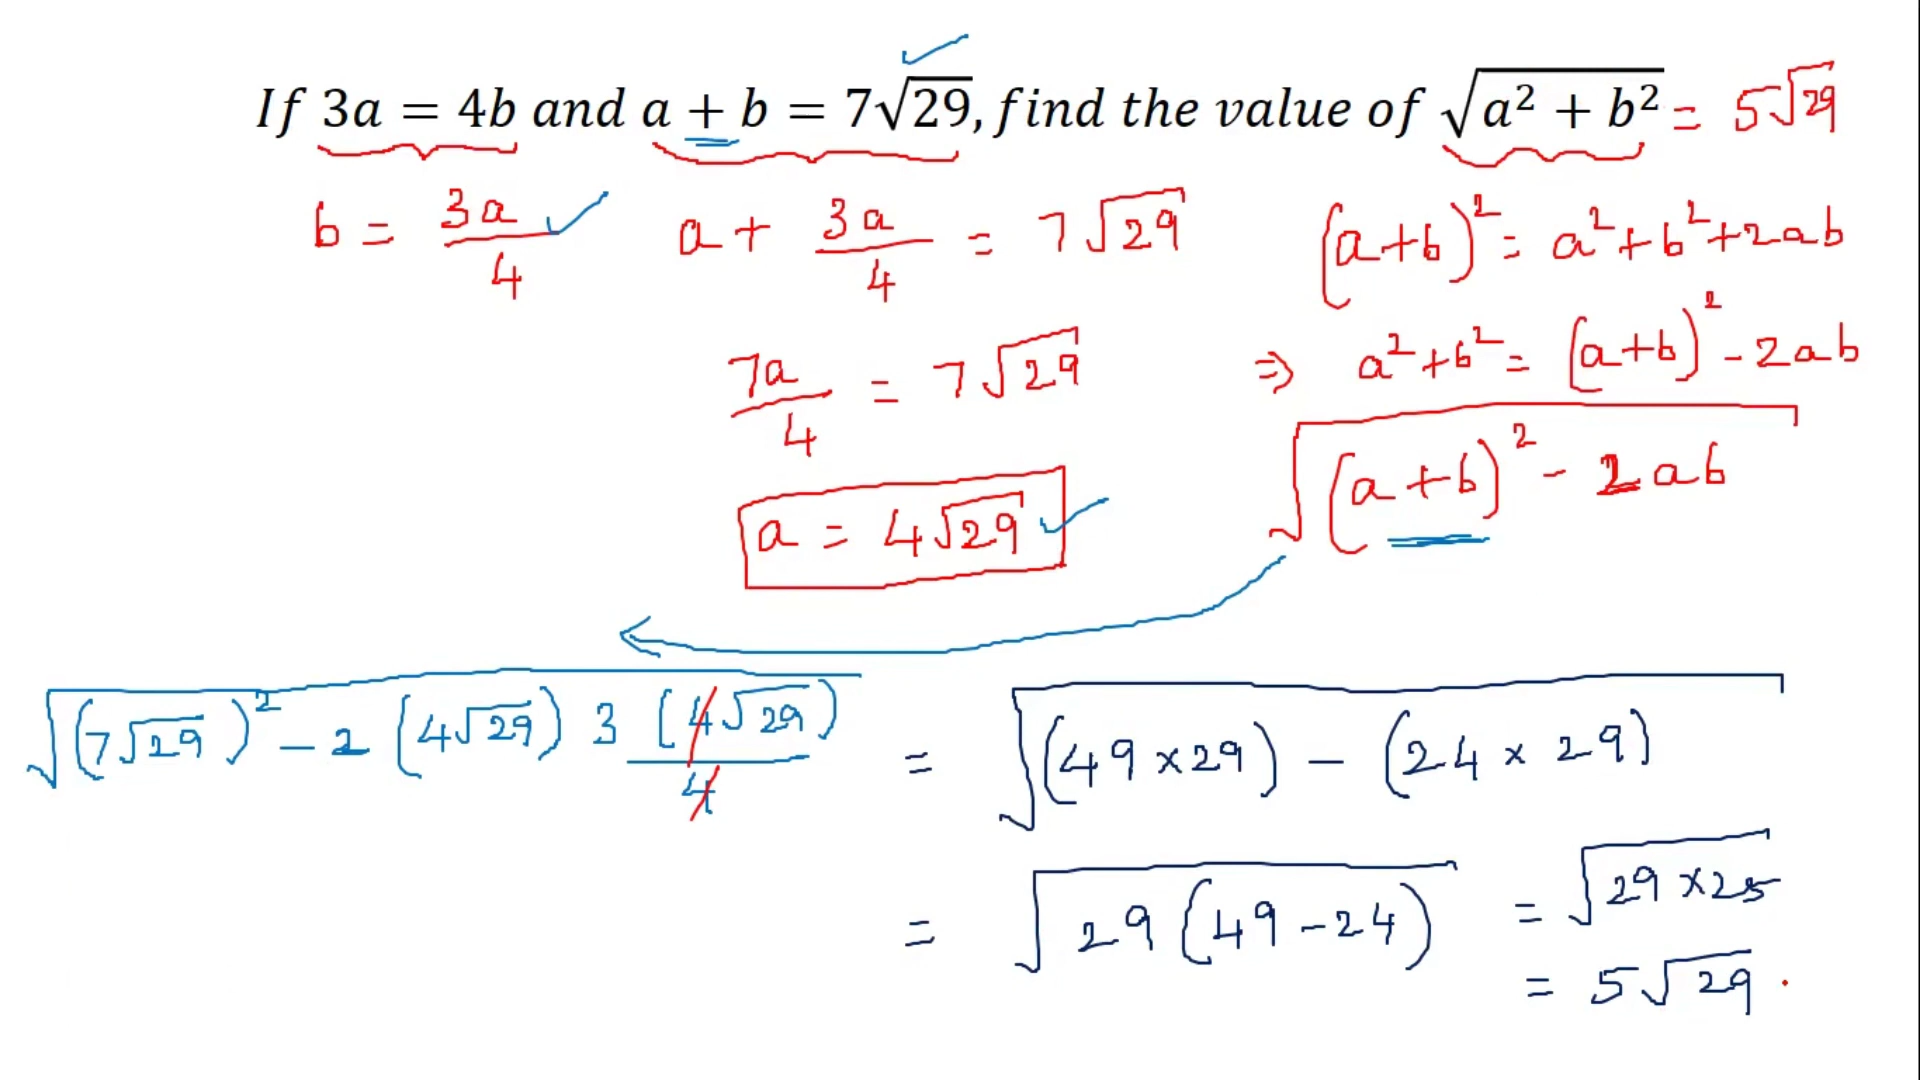 If 3a = 4b and a + b = 7√29, find the value of √(a² + b²) = 5√29
b = 3a/4 ✓
a + 3a/4 = 7√29
(a+b)² = a² + b² + 2ab
7a/4 = 7√29
⇒ a² + b² = (a+b)² - 2ab
a = 4√29 ✓
√((a+b)² - 2ab)
√((7√29)² - 2 (4√29) 3 (4√29)/4) = √((49×29) - (24×29))
= √(29(49-24)) = √(29×25)
= 5√29